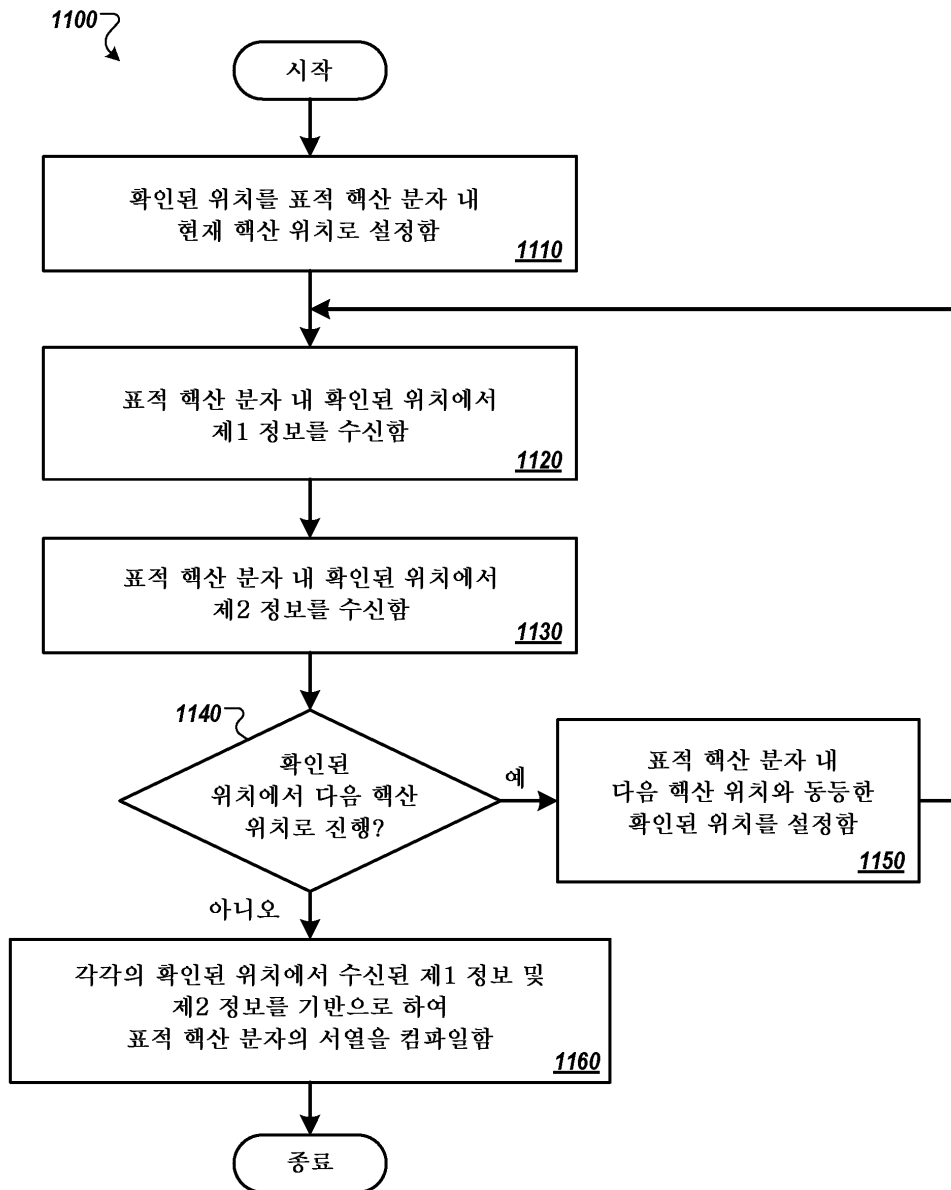 1100
시작
확인된 위치를 표적 핵산 분자 내
현재 핵산 위치로 설정함
1110
표적 핵산 분자 내 확인된 위치에서
제1 정보를 수신함
1120
표적 핵산 분자 내 확인된 위치에서
제2 정보를 수신함
1130
1140
확인된
위치에서 다음 핵산
위치로 진행?
예
표적 핵산 분자 내
다음 핵산 위치와 동등한
확인된 위치를 설정함
1150
아니오
각각의 확인된 위치에서 수신된 제1 정보 및
제2 정보를 기반으로 하여
표적 핵산 분자의 서열을 컴파일함
1160
종료